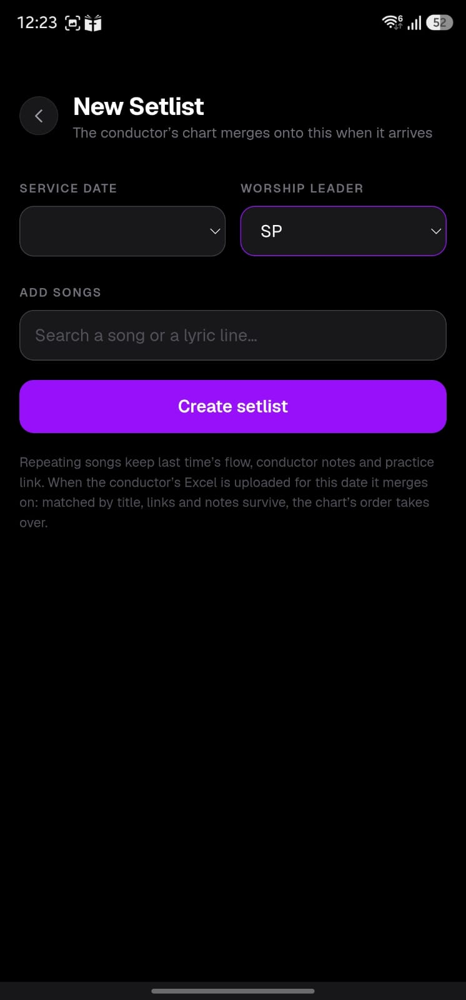 12:23
6
52
New Setlist
The conductor’s chart merges onto this when it arrives
SERVICE DATE
WORSHIP LEADER
SP
ADD SONGS
Search a song or a lyric line...
Create setlist
Repeating songs keep last time’s flow, conductor notes and practice
link. When the conductor’s Excel is uploaded for this date it merges
on: matched by title, links and notes survive, the chart’s order takes
over.